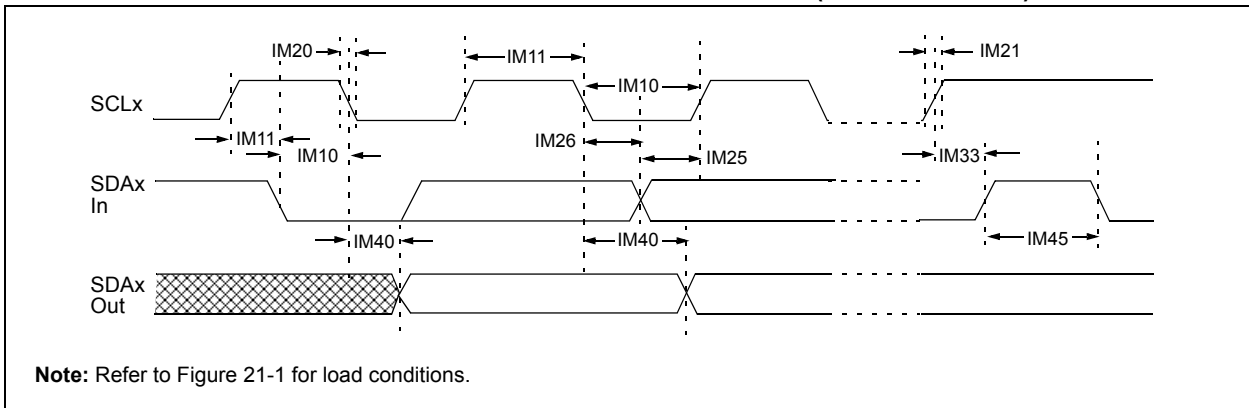 IM20
IM11
IM21
IM10
SCLx
IM11
IM26
IM10
IM25
IM33
SDAx
In
IM40
IM40
IM45
SDAx
Out
Note: Refer to Figure 21-1 for load conditions.